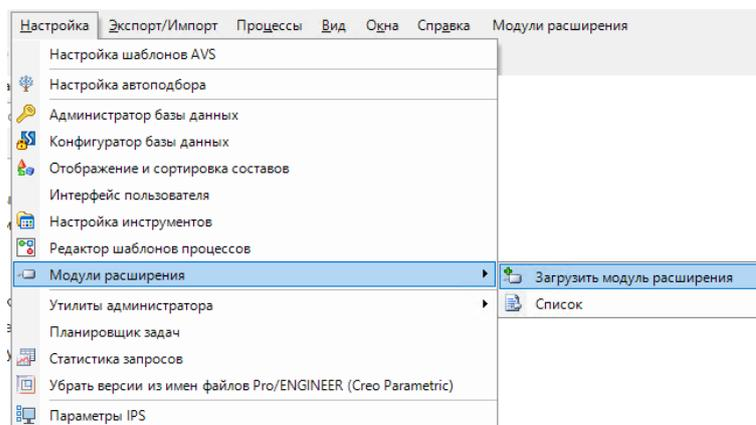 Настройка Экспорт/Импорт Процессы Вид Окна Справка Модули расширения
Настройка шаблонов AVS
Настройка автоподбора
Администратор базы данных
Конфигуратор базы данных
Отображение и сортировка составов
Интерфейс пользователя
Настройка инструментов
Редактор шаблонов процессов
Модули расширения
Загрузить модуль расширения
Список
Утилиты администратора
Планировщик задач
Статистика запросов
Убрать версии из имен файлов Pro/ENGINEER (Creo Parametric)
Параметры IPS